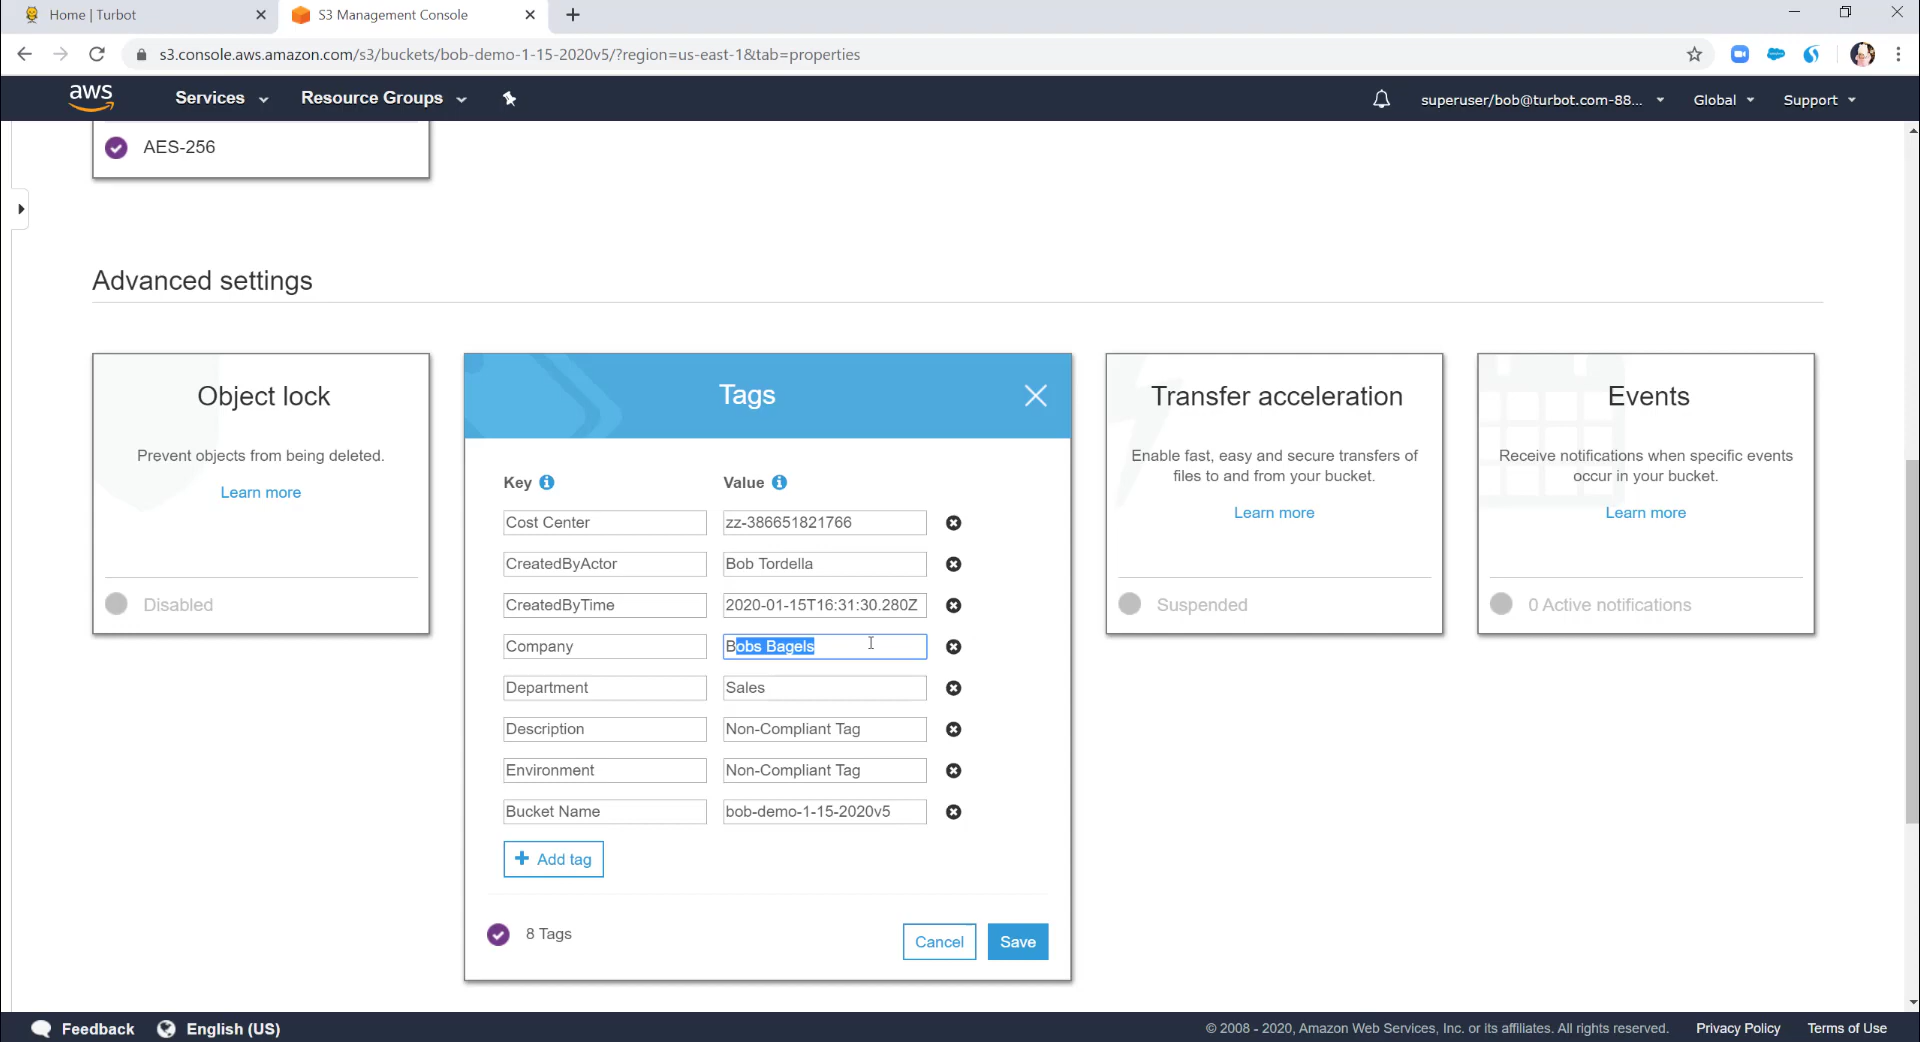 Home | Turbot
S3 Management Console
s3.console.aws.amazon.com/s3/buckets/bob-demo-1-15-2020v5/?region=us-east-1&tab=properties
aws
Services
Resource Groups
superuser/bob@turbot.com-88...
Global
Support
AES-256
Advanced settings
Object lock
Prevent objects from being deleted.
Learn more
Disabled
Tags
Key
Value
Cost Center
zz-386651821766
CreatedByActor
Bob Tordella
CreatedByTime
2020-01-15T16:31:30.280Z
Company
Bobs Bagels
Department
Sales
Description
Non-Compliant Tag
Environment
Non-Compliant Tag
Bucket Name
bob-demo-1-15-2020v5
Add tag
8 Tags
Cancel
Save
Transfer acceleration
Enable fast, easy and secure transfers of
files to and from your bucket.
Learn more
Suspended
Events
Receive notifications when specific events
occur in your bucket.
Learn more
0 Active notifications
Feedback
English (US)
© 2008 - 2020, Amazon Web Services, Inc. or its affiliates. All rights reserved.
Privacy Policy
Terms of Use